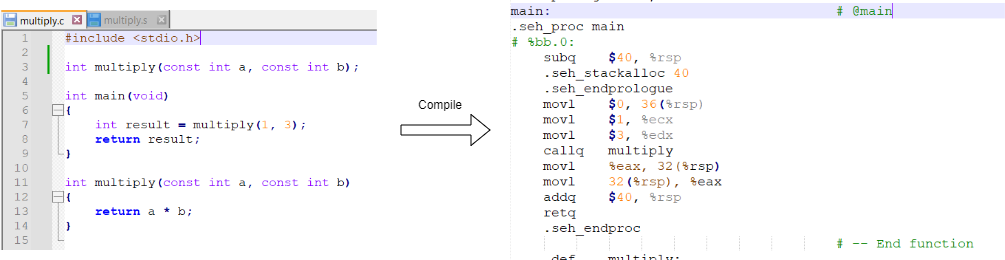 multiply.c multiply.s
1 #include <stdio.h>
2
3 int multiply(const int a, const int b);
4
5 int main(void)
6 {
7 int result = multiply(1, 3);
8 return result;
9 }
10
11 int multiply(const int a, const int b)
12 {
13 return a * b;
14 }
15
Compile
main: # @main
.seh_proc main
# %bb.0:
subq $40, %rsp
.seh_stackalloc 40
.seh_endprologue
movl $0, 36(%rsp)
movl $1, %ecx
movl $3, %edx
callq multiply
movl %eax, 32(%rsp)
movl 32(%rsp), %eax
addq $40, %rsp
retq
.seh_endproc
# -- End function
.def multiply;